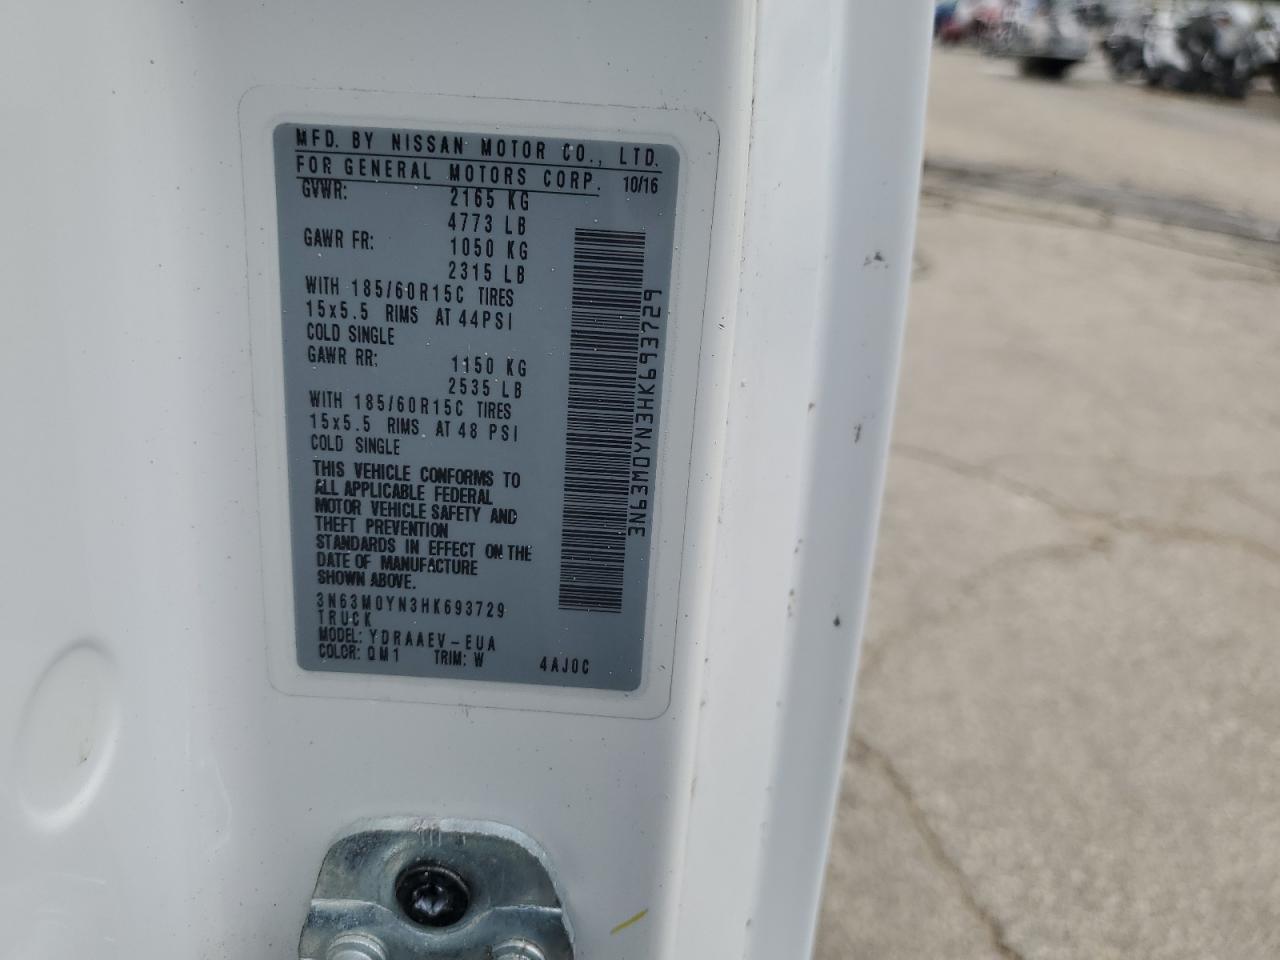 MFD. BY NISSAN MOTOR CO., LTD.
FOR GENERAL MOTORS CORP. 10/16
GVWR: 2165 KG
4773 LB
GAWR FR: 1050 KG
2315 LB
WITH 185/60R15C TIRES
15x5.5 RIMS AT 44PSI
COLD SINGLE
GAWR RR: 1150 KG
2535 LB
WITH 185/60R15C TIRES
15x5.5 RIMS AT 48 PSI
COLD SINGLE
THIS VEHICLE CONFORMS TO
ALL APPLICABLE FEDERAL
MOTOR VEHICLE SAFETY AND
THEFT PREVENTION
STANDARDS IN EFFECT ON THE
DATE OF MANUFACTURE
SHOWN ABOVE.
3N63M0YN3HK693729
TRUCK
MODEL: YDRAAEV-EUA
COLOR: QM1 TRIM: W 4AJ0C
3N63M0YN3HK693729